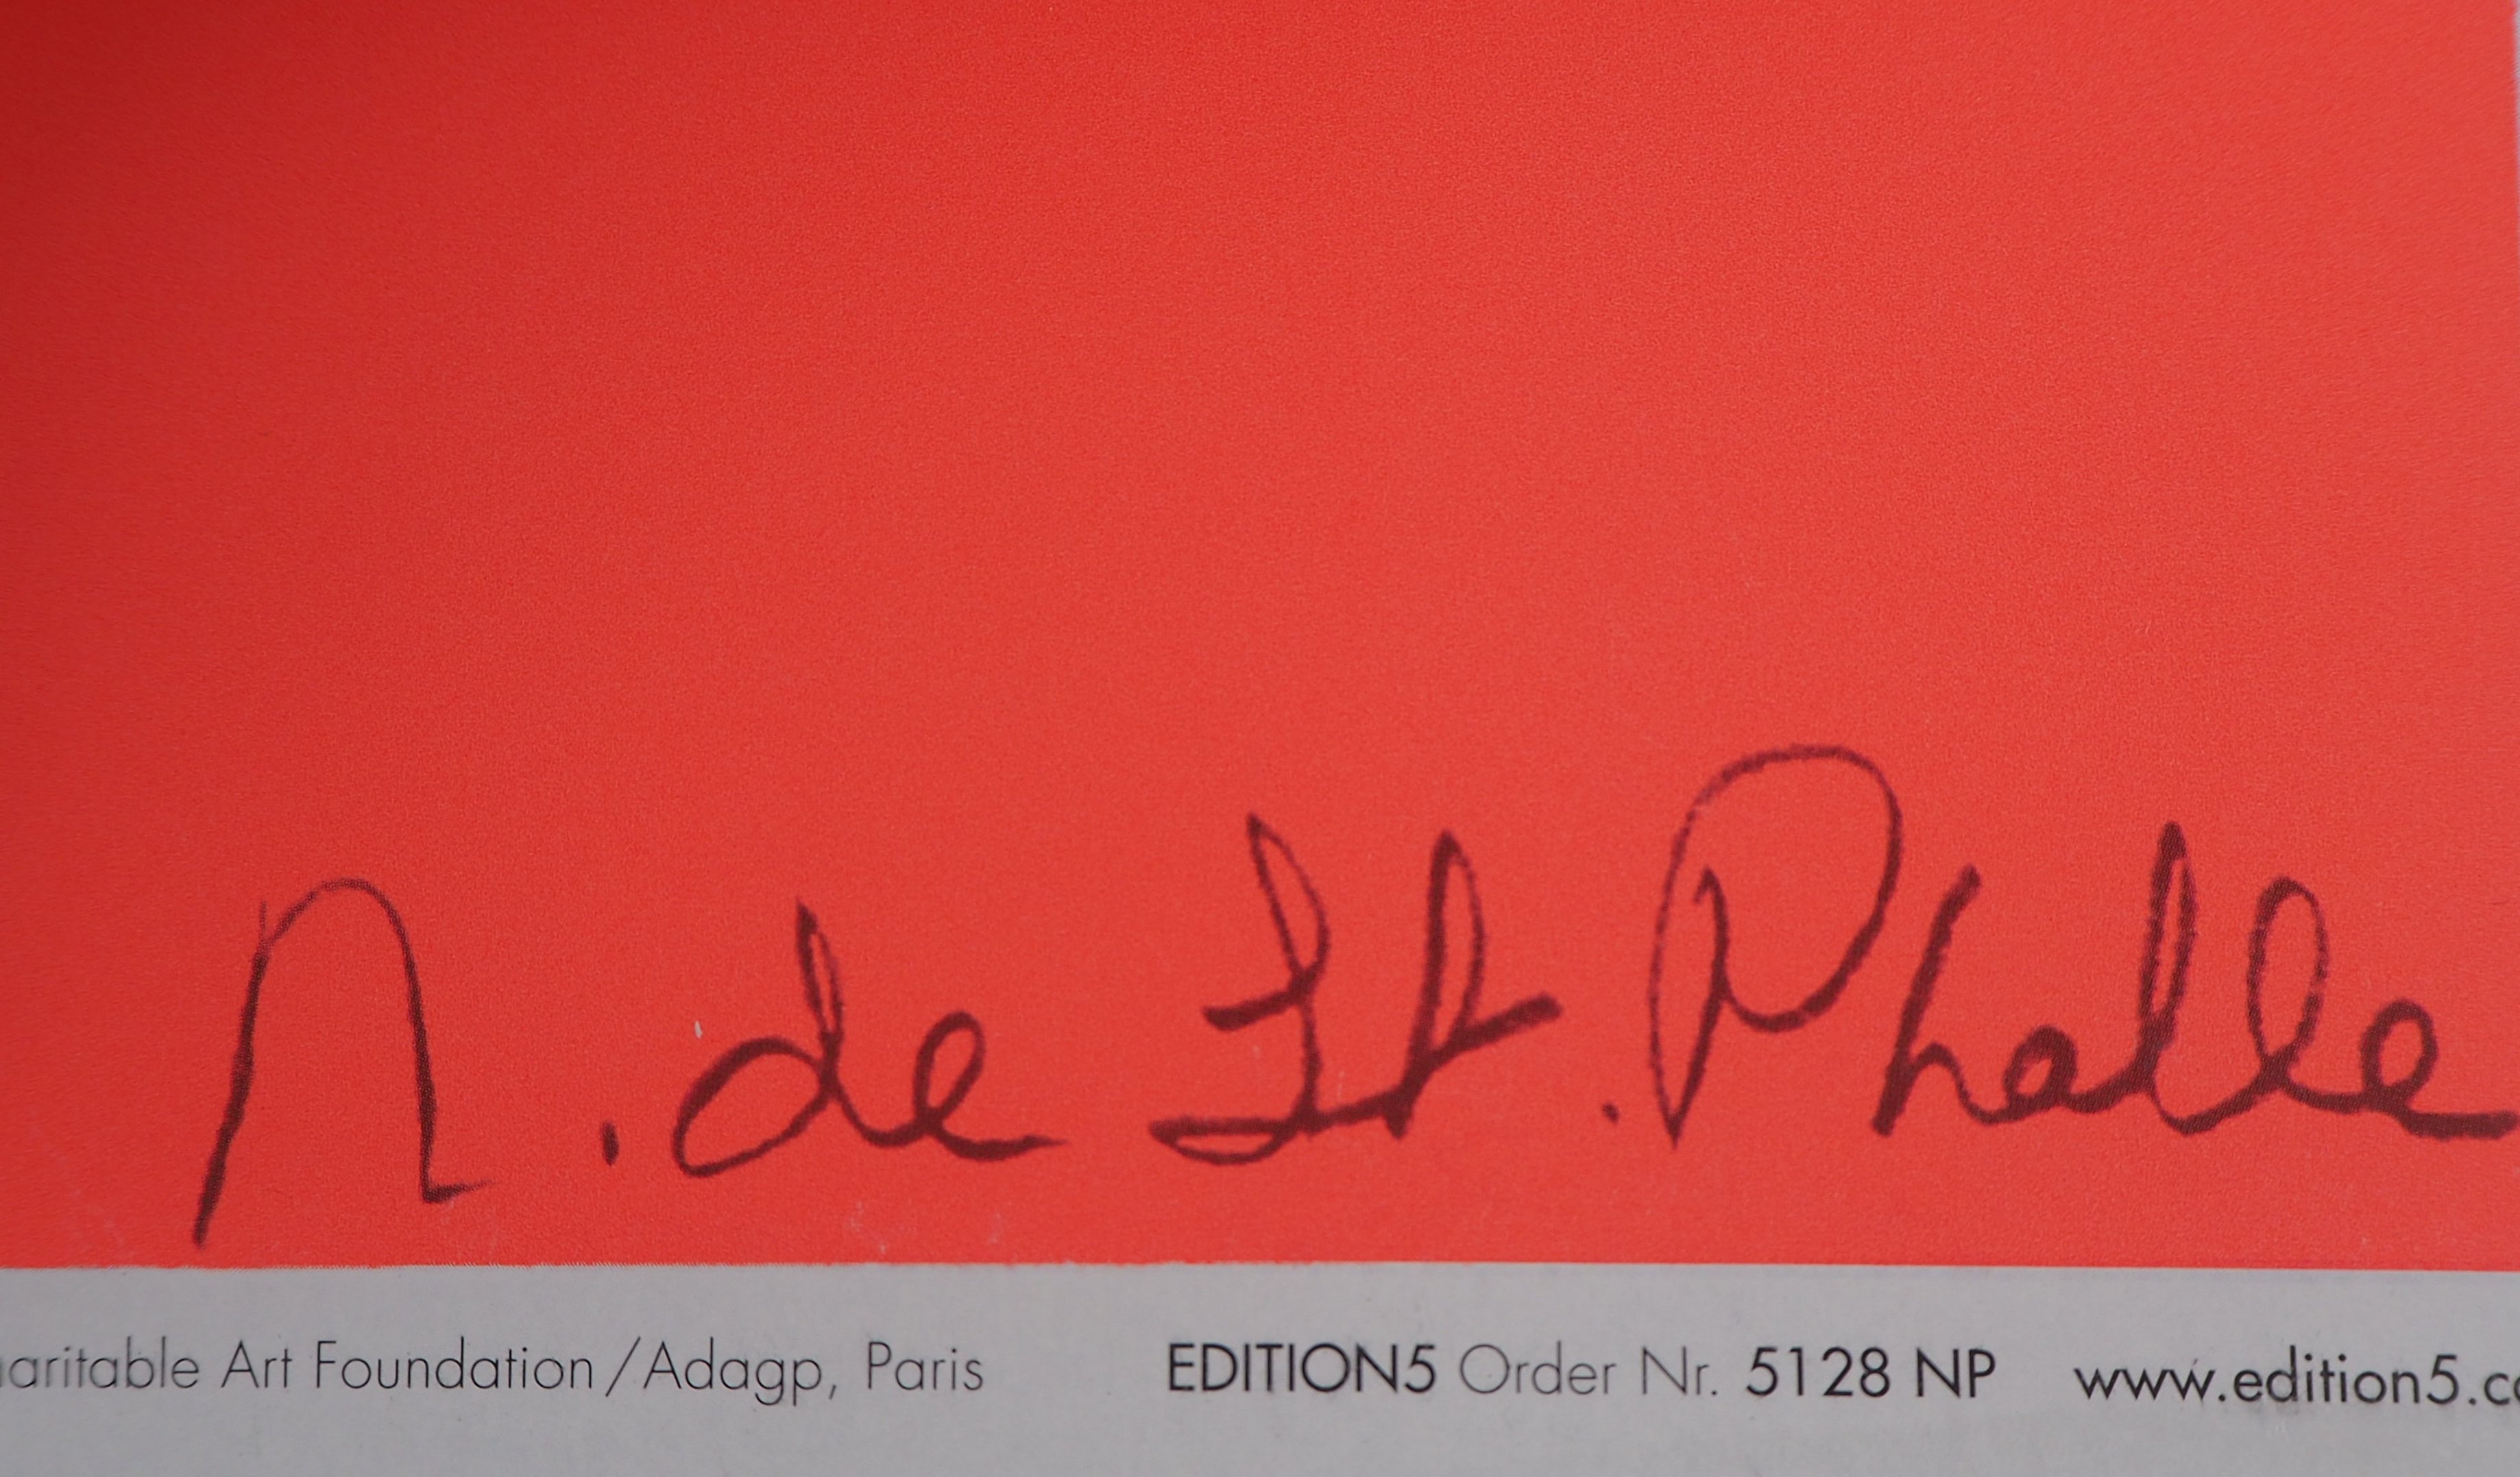 N. de St. Phalle
aritable Art Foundation/Adagp, Paris EDITION5 Order Nr. 5128 NP www.edition5.c